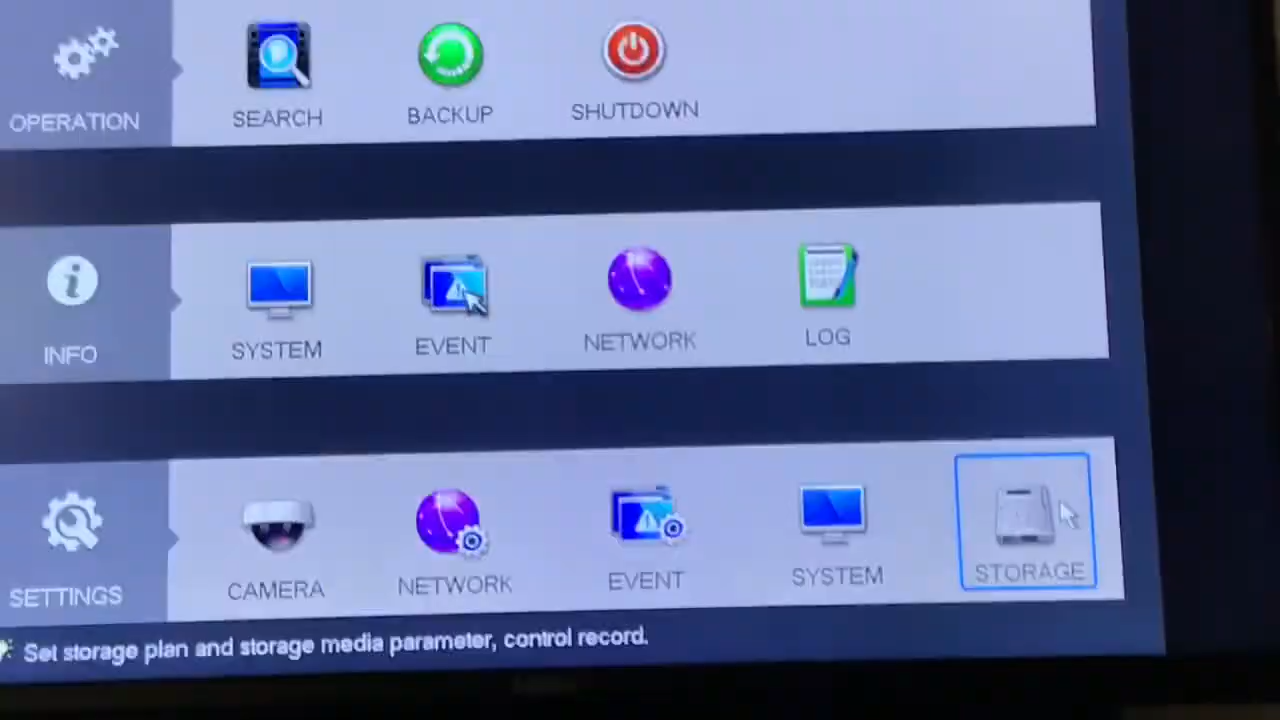 OPERATION
SEARCH
BACKUP
SHUTDOWN
INFO
SYSTEM
EVENT
NETWORK
LOG
SETTINGS
CAMERA
NETWORK
EVENT
SYSTEM
STORAGE
Set storage plan and storage media parameter, control record.